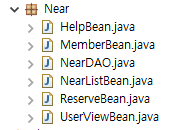 Near
HelpBean.java
MemberBean.java
NearDAO.java
NearListBean.java
ReserveBean.java
UserViewBean.java